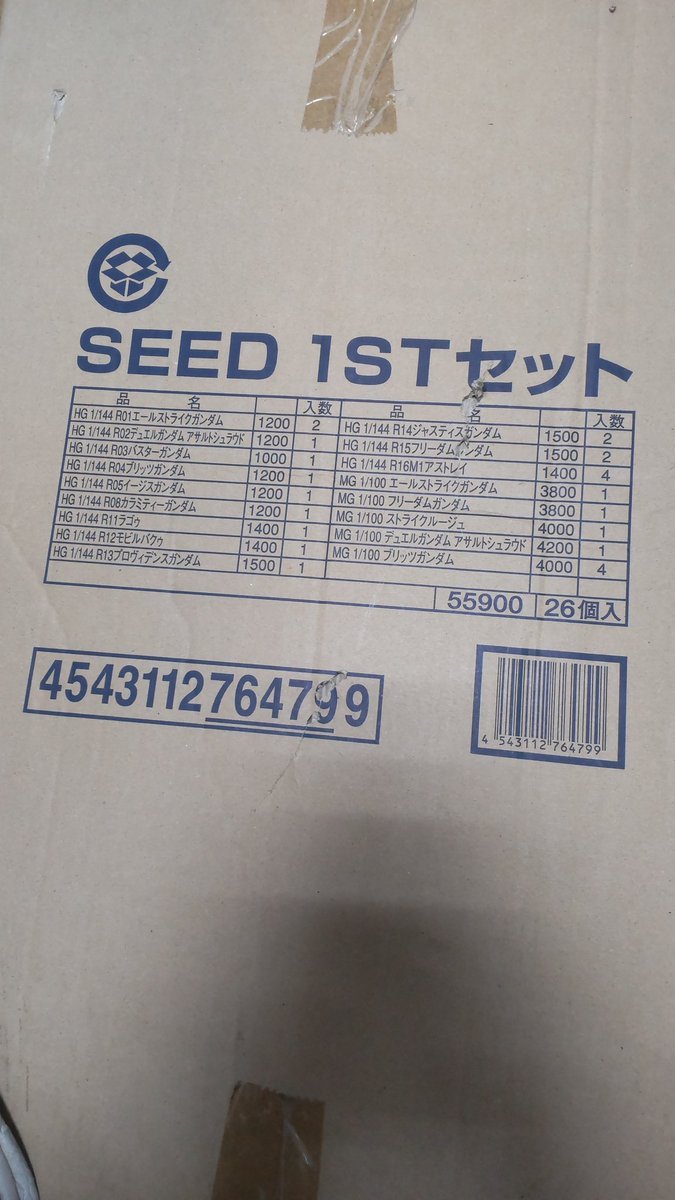 SEED 1STセット
品 名 入数 品 名 入数
HG 1/144 R01エールストライクガンダム 1200 2
HG 1/144 R02デュエルガンダム アサルトシュラウド 1200 1
HG 1/144 R03バスターガンダム 1000 1
HG 1/144 R04ブリッツガンダム 1200 1
HG 1/144 R05イージスガンダム 1200 1
HG 1/144 R08カラミティーガンダム 1200 1
HG 1/144 R11ラゴゥ 1400 1
HG 1/144 R12モビルバクゥ 1400 1
HG 1/144 R13プロヴィデンスガンダム 1500 1
HG 1/144 R14ジャスティスガンダム 1500 2
HG 1/144 R15フリーダムガンダム 1500 2
HG 1/144 R16M1アストレイ 1400 4
MG 1/100 エールストライクガンダム 3800 1
MG 1/100 フリーダムガンダム 3800 1
MG 1/100 ストライクルージュ 4000 1
MG 1/100 デュエルガンダム アサルトシュラウド 4200 1
MG 1/100 ブリッツガンダム 4000 4
55900 26個入
4543112764799
4 543112 764799